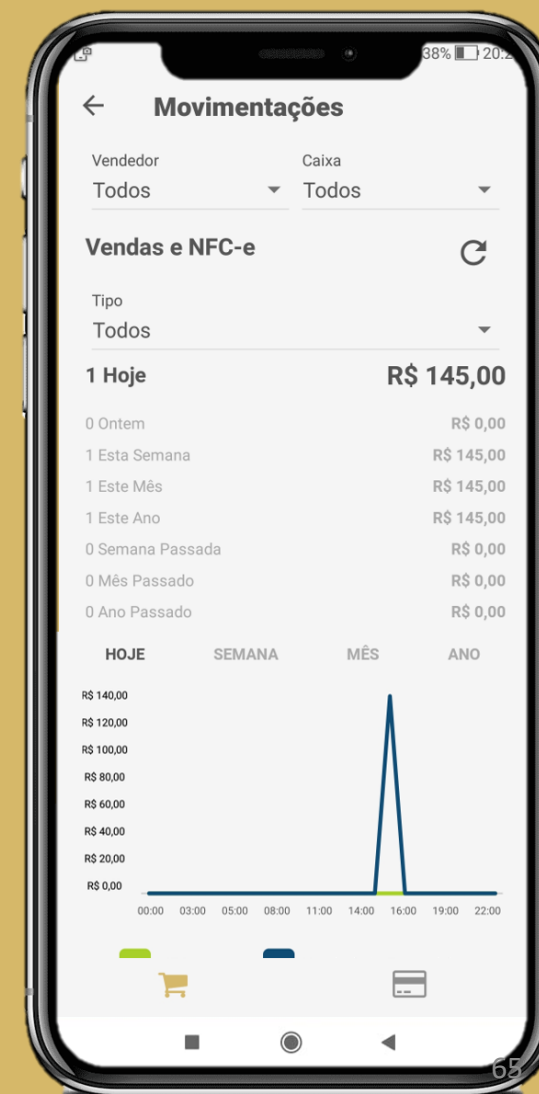 38% 20:2
Movimentações
Vendedor Caixa
Todos Todos
Vendas e NFC-e
Tipo
Todos
1 Hoje R$ 145,00
0 Ontem R$ 0,00
1 Esta Semana R$ 145,00
1 Este Mês R$ 145,00
1 Este Ano R$ 145,00
0 Semana Passada R$ 0,00
0 Mês Passado R$ 0,00
0 Ano Passado R$ 0,00
HOJE SEMANA MÊS ANO
R$ 140,00
R$ 120,00
R$ 100,00
R$ 80,00
R$ 60,00
R$ 40,00
R$ 20,00
R$ 0,00
00:00 03:00 05:00 08:00 11:00 14:00 16:00 19:00 22:00
65